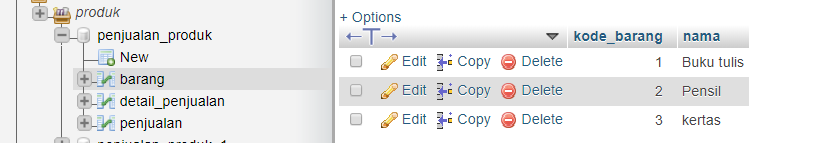 produk
penjualan_produk
New
barang
detail_penjualan
penjualan
penjualan_produk_1
+ Options
←T→ kode_barang nama
Edit Copy Delete 1 Buku tulis
Edit Copy Delete 2 Pensil
Edit Copy Delete 3 kertas